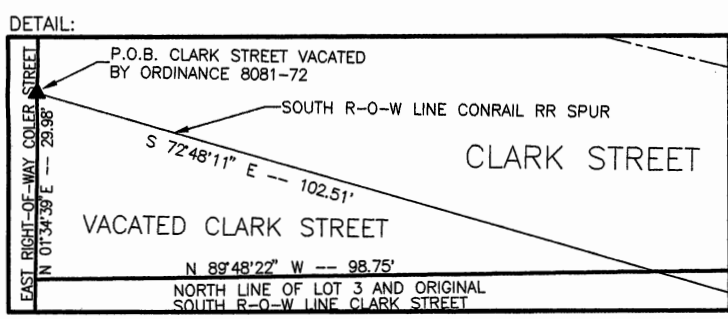 DETAIL:
P.O.B. CLARK STREET VACATED
BY ORDINANCE 8081-72
SOUTH R-O-W LINE CONRAIL RR SPUR
S 72°48'11" E -- 102.51'
CLARK STREET
EAST RIGHT-OF-WAY COLER STREET
N 01°34'39" E -- 29.98'
VACATED CLARK STREET
N 89°48'22" W -- 98.75'
NORTH LINE OF LOT 3 AND ORIGINAL
SOUTH R-O-W LINE CLARK STREET